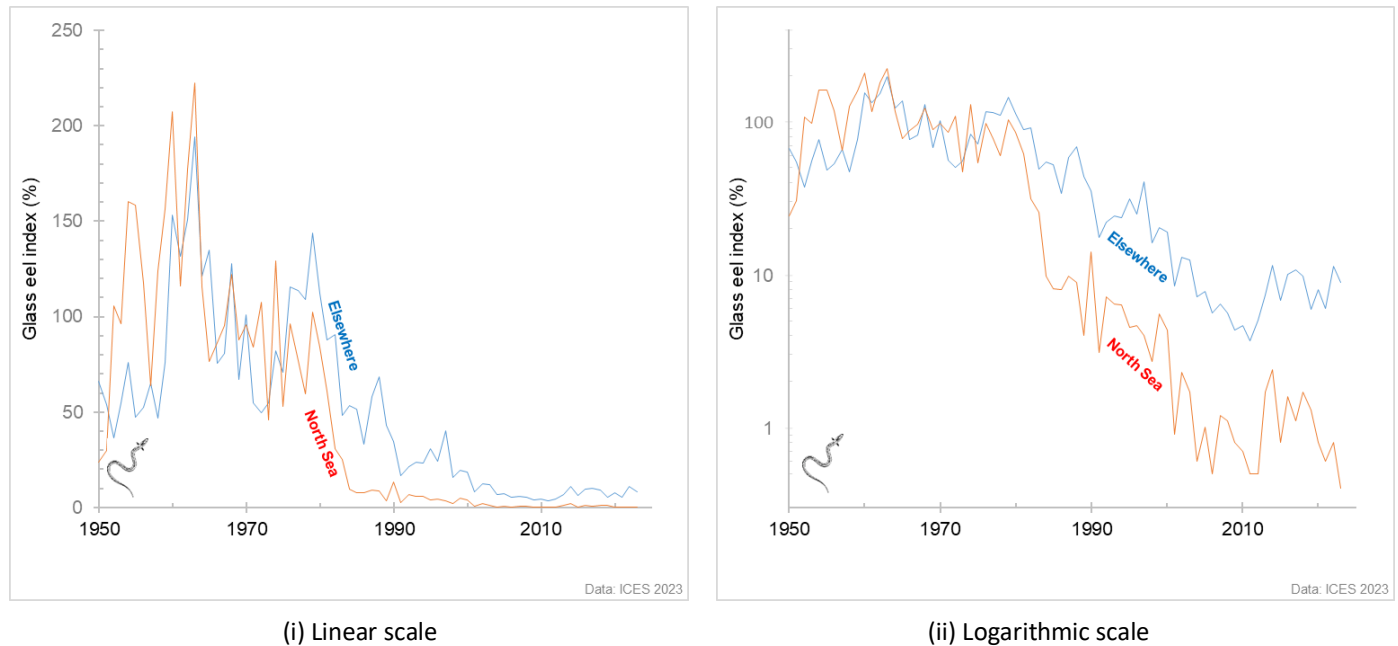 250
200
150
100
50
0
Glass eel index (%)
1950
1970
1990
2010
Elsewhere
North Sea
Data: ICES 2023
(i) Linear scale
100
10
1
Glass eel index (%)
1950
1970
1990
2010
Elsewhere
North Sea
Data: ICES 2023
(ii) Logarithmic scale